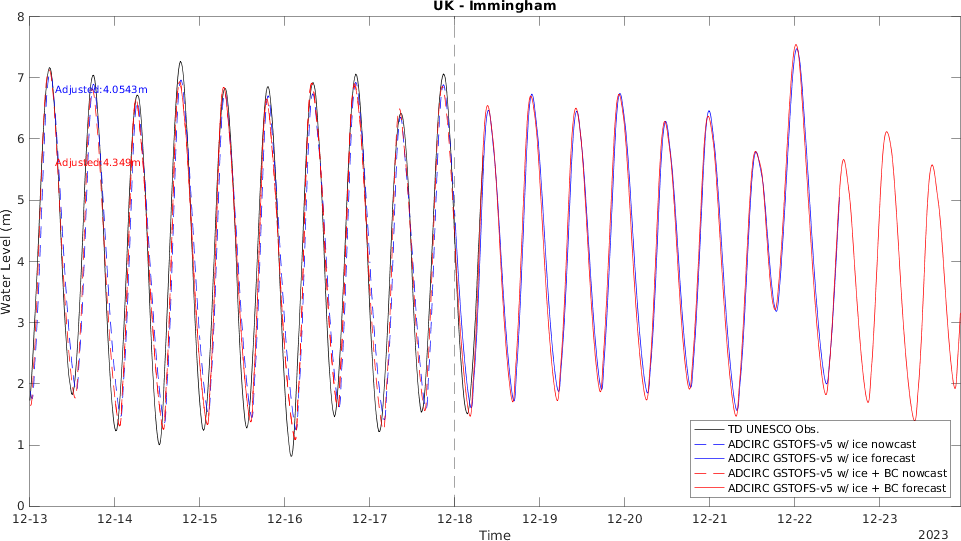 UK - Immingham
8
7
6
5
4
3
2
1
0
Water Level (m)
Adjusted:4.0543m
Adjusted:4.349m
TD UNESCO Obs.
ADCIRC GSTOFS-v5 w/ ice nowcast
ADCIRC GSTOFS-v5 w/ ice forecast
ADCIRC GSTOFS-v5 w/ ice + BC nowcast
ADCIRC GSTOFS-v5 w/ ice + BC forecast
12-13 12-14 12-15 12-16 12-17 12-18 12-19 12-20 12-21 12-22 12-23
Time
2023